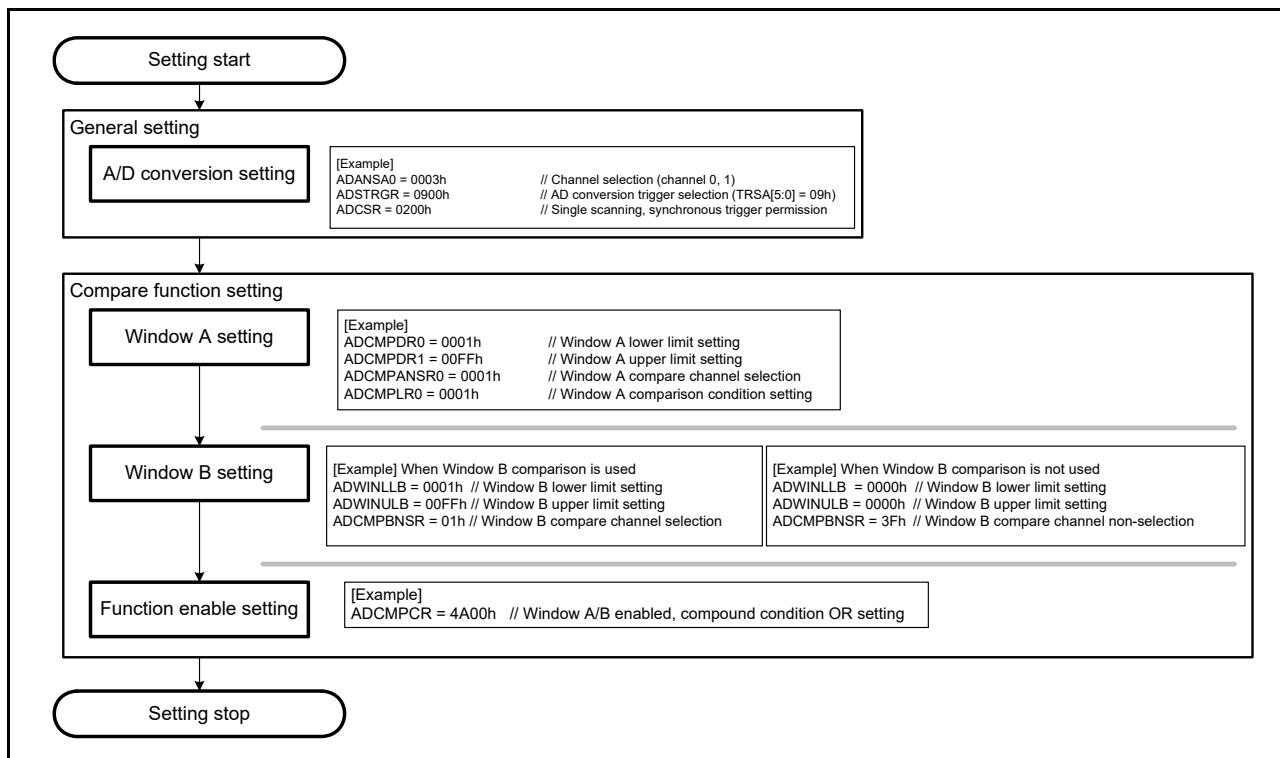 Setting start
General setting
A/D conversion setting
[Example]
ADANSA0 = 0003h // Channel selection (channel 0, 1)
ADSTRGR = 0900h // AD conversion trigger selection (TRSA[5:0] = 09h)
ADCSR = 0200h // Single scanning, synchronous trigger permission
Compare function setting
Window A setting
[Example]
ADCMPDR0 = 0001h // Window A lower limit setting
ADCMPDR1 = 00FFh // Window A upper limit setting
ADCMPANSR0 = 0001h // Window A compare channel selection
ADCMPLR0 = 0001h // Window A comparison condition setting
Window B setting
[Example] When Window B comparison is used
ADWINLLB = 0001h // Window B lower limit setting
ADWINULB = 00FFh // Window B upper limit setting
ADCMPBNSR = 01h // Window B compare channel selection
[Example] When Window B comparison is not used
ADWINLLB = 0000h // Window B lower limit setting
ADWINULB = 0000h // Window B upper limit setting
ADCMPBNSR = 3Fh // Window B compare channel non-selection
Function enable setting
[Example]
ADCMPCR = 4A00h // Window A/B enabled, compound condition OR setting
Setting stop